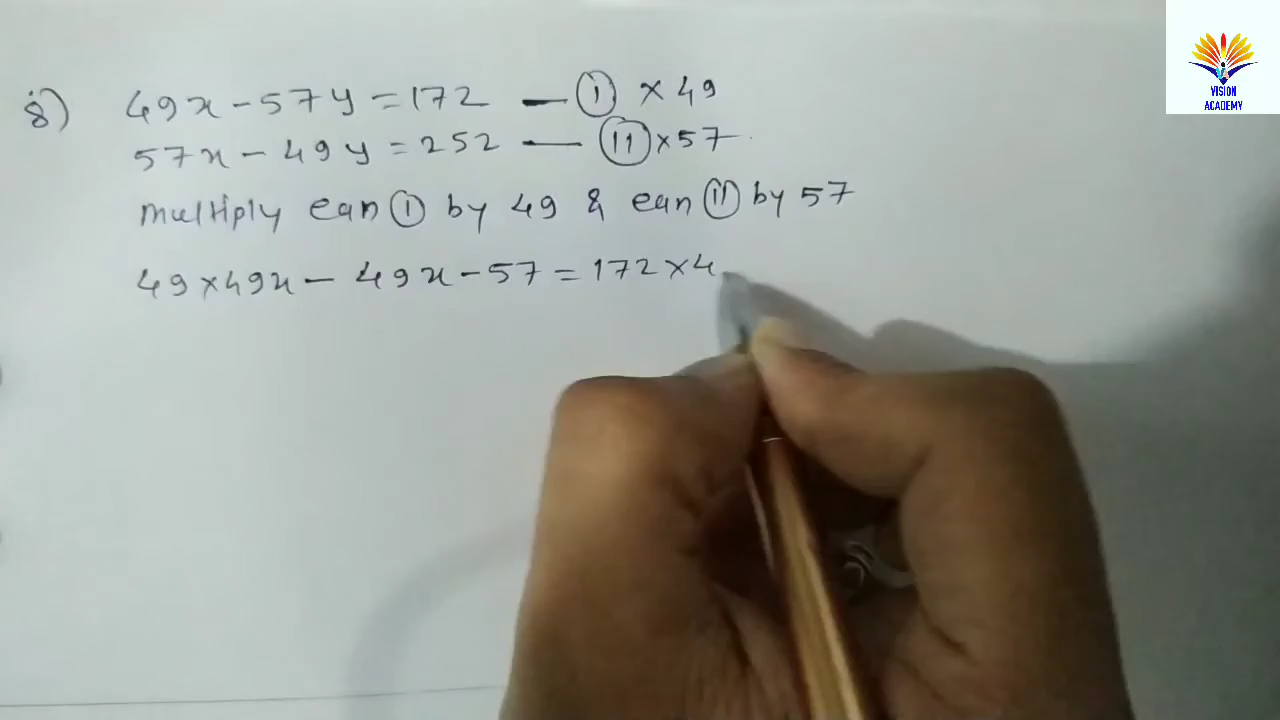 8) 49x - 57y = 172 — (I) × 49
57x - 49y = 252 — (II) × 57
multiply eqn (I) by 49 & eqn (II) by 57
49 × 49x - 49x - 57 = 172 × 4
VISION
ACADEMY